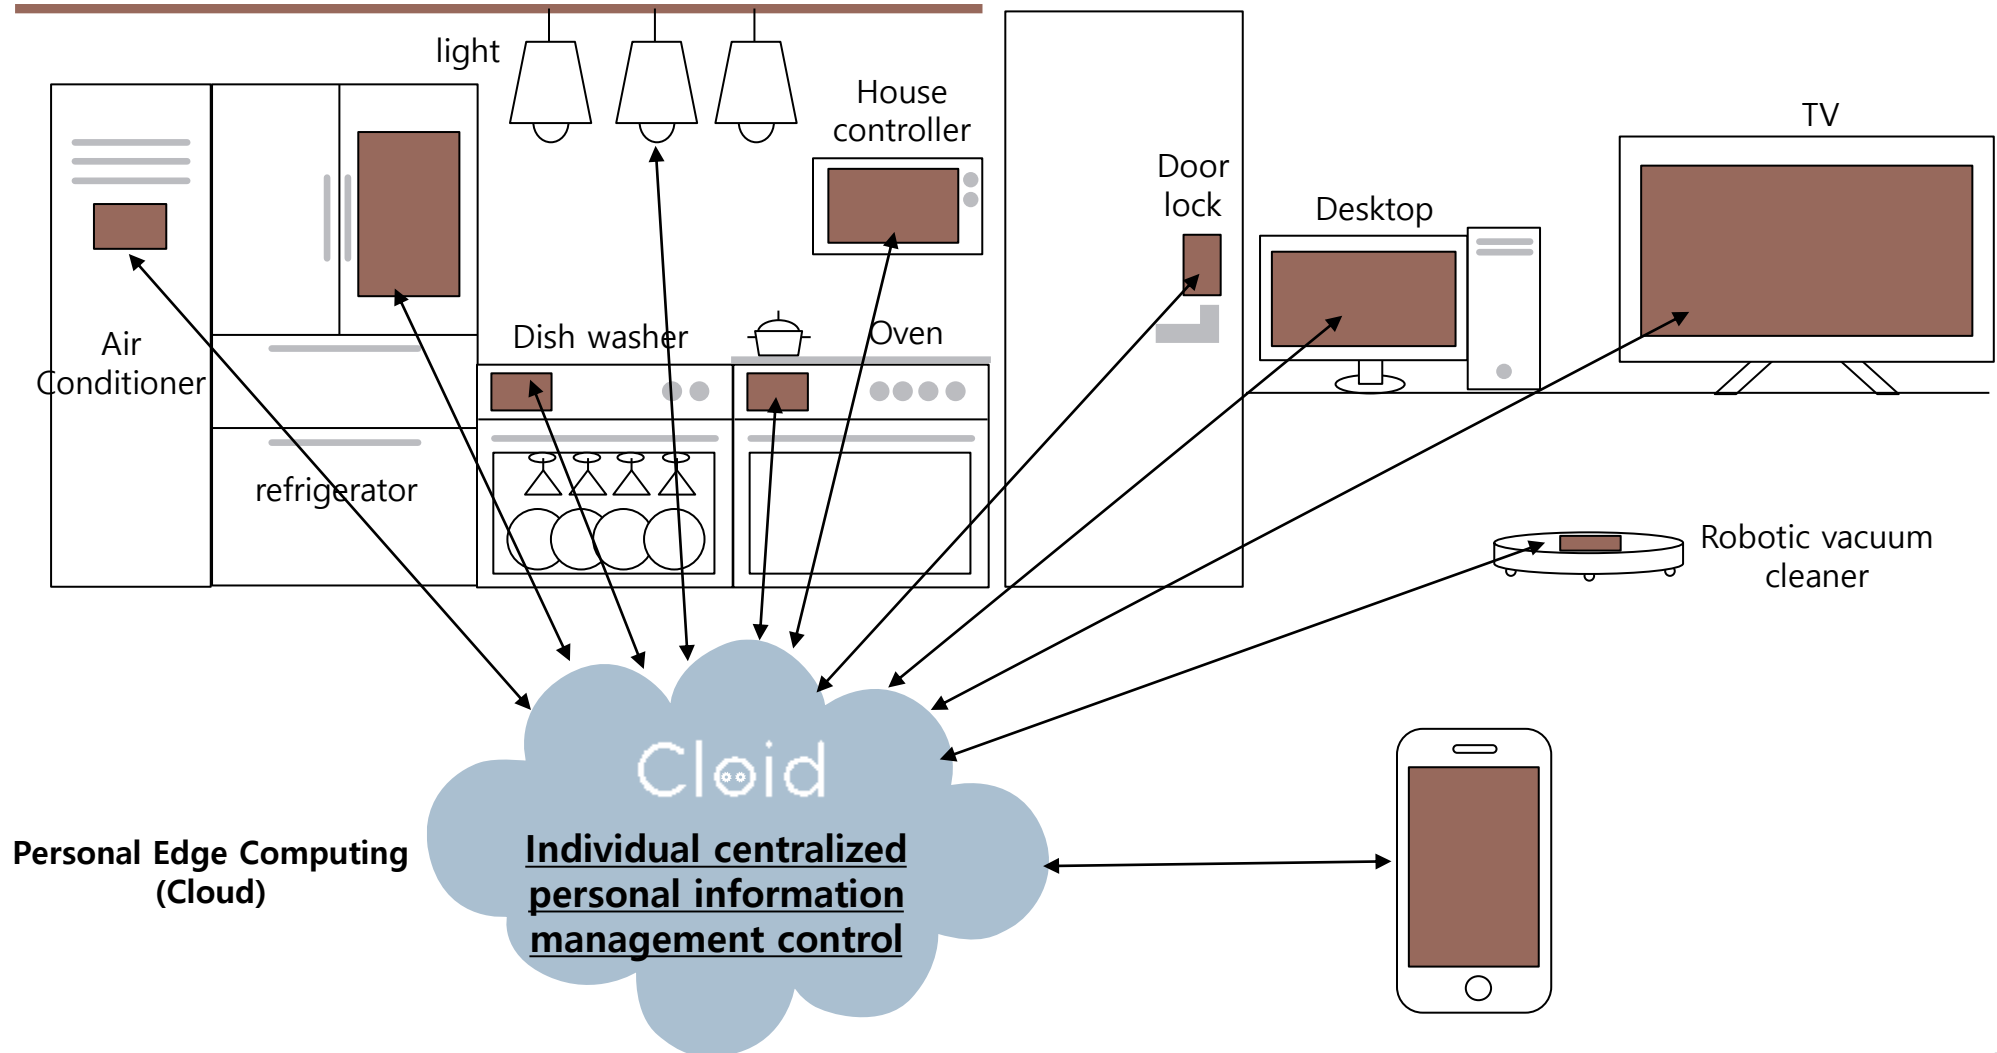 light
House
controller
TV
Door
lock
Desktop
Dish washer
Oven
Air
Conditioner
refrigerator
Robotic vacuum
cleaner
Cloid
Personal Edge Computing
(Cloud)
Individual centralized
personal information
management control